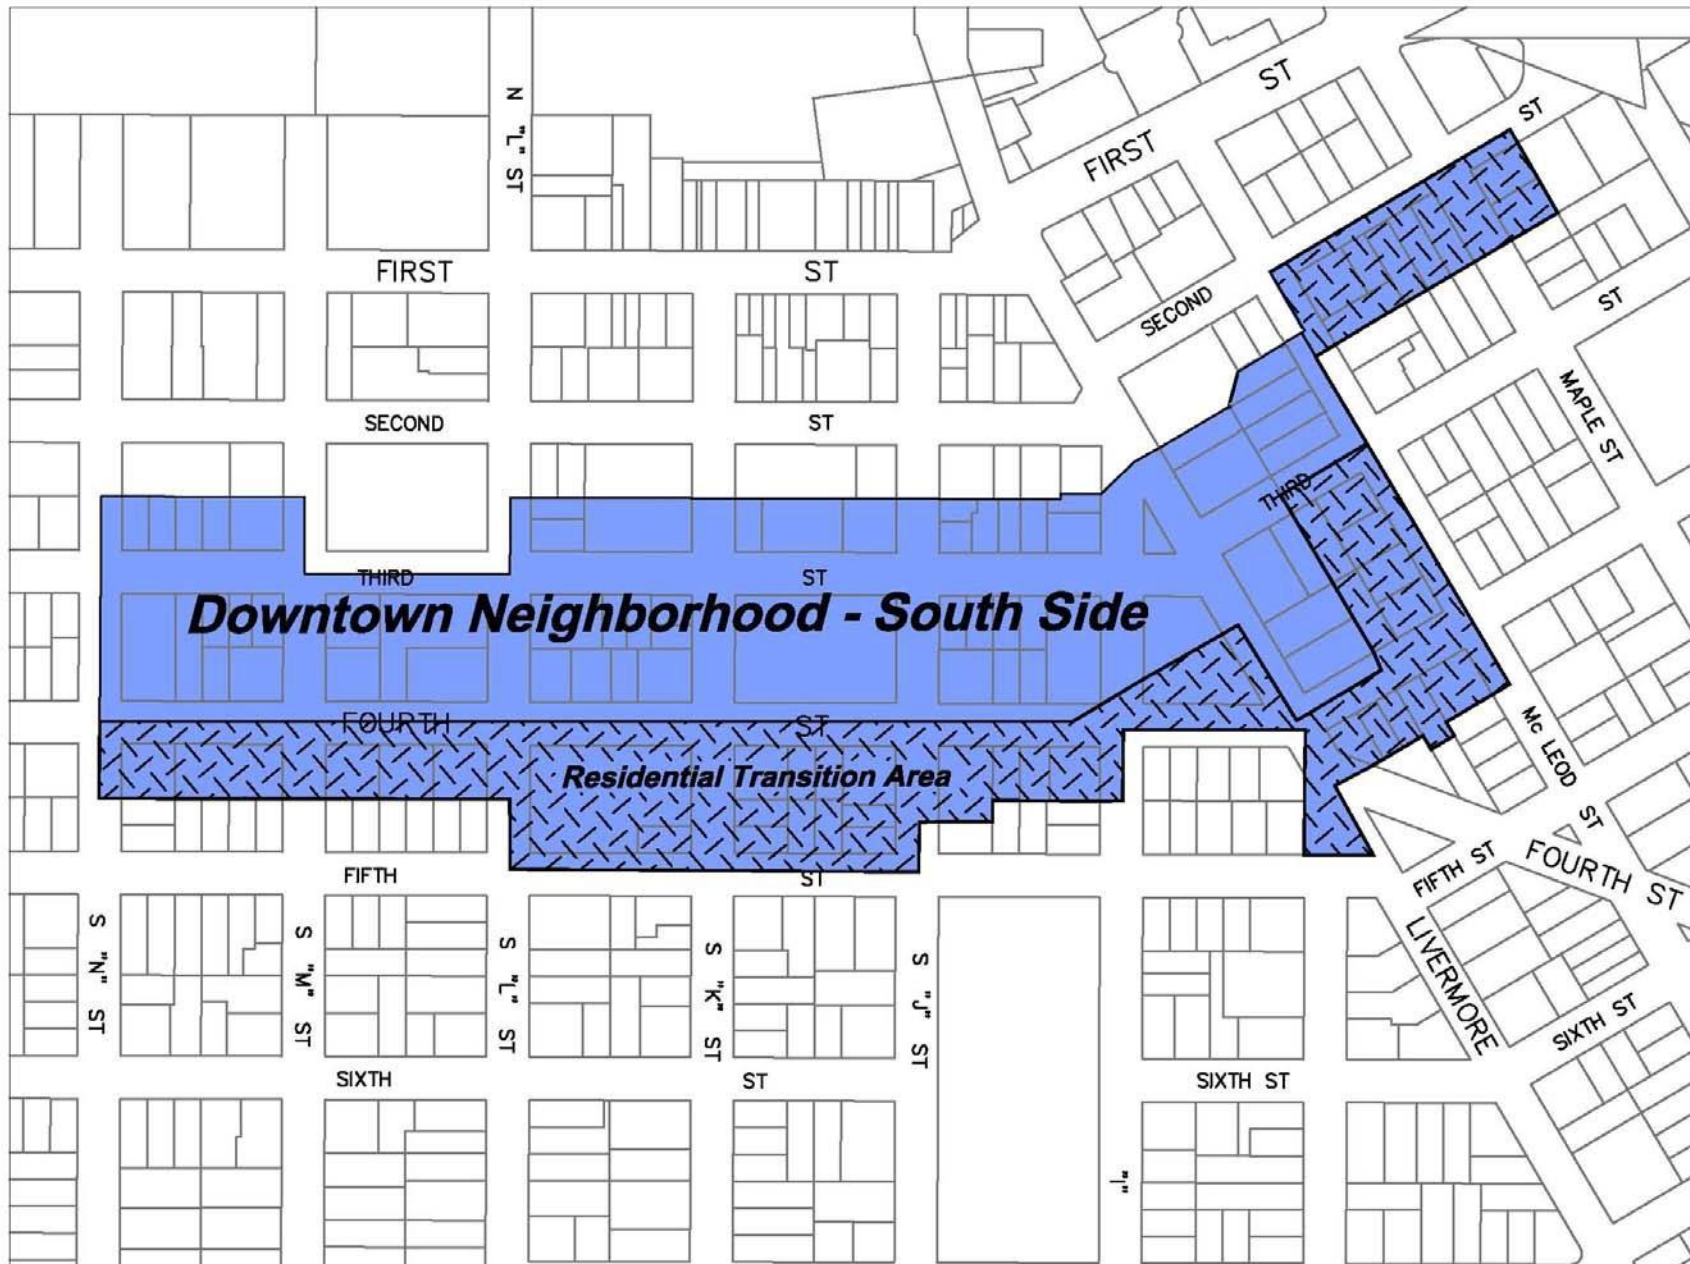 N "L" ST
ST
ST
FIRST
FIRST ST
SECOND
ST
MAPLE ST
SECOND ST
THIRD
THIRD ST
Downtown Neighborhood - South Side
FOURTH ST
Mc LEOD ST
Residential Transition Area
FIFTH ST
FIFTH ST
FOURTH ST
LIVERMORE
S "N" ST
S "M" ST
S "L" ST
S "K" ST
S "J" ST
SIXTH ST
SIXTH ST
SIXTH ST
"I"